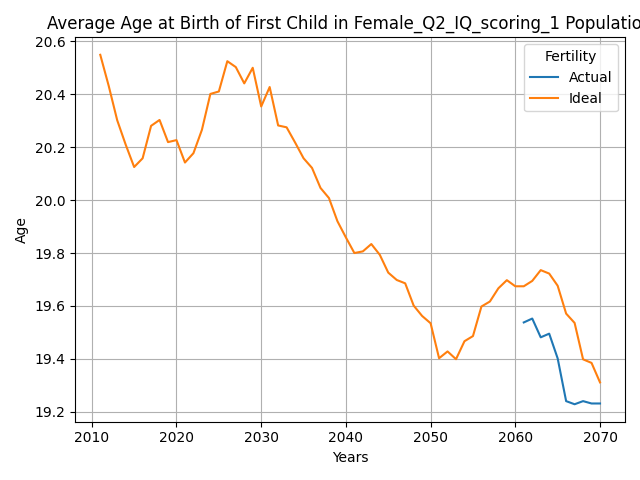 Average Age at Birth of First Child in Female_Q2_IQ_scoring_1 Populatio
20.6
20.4
20.2
20.0
19.8
19.6
19.4
19.2
Age
Fertility
Actual
Ideal
2010 2020 2030 2040 2050 2060 2070
Years